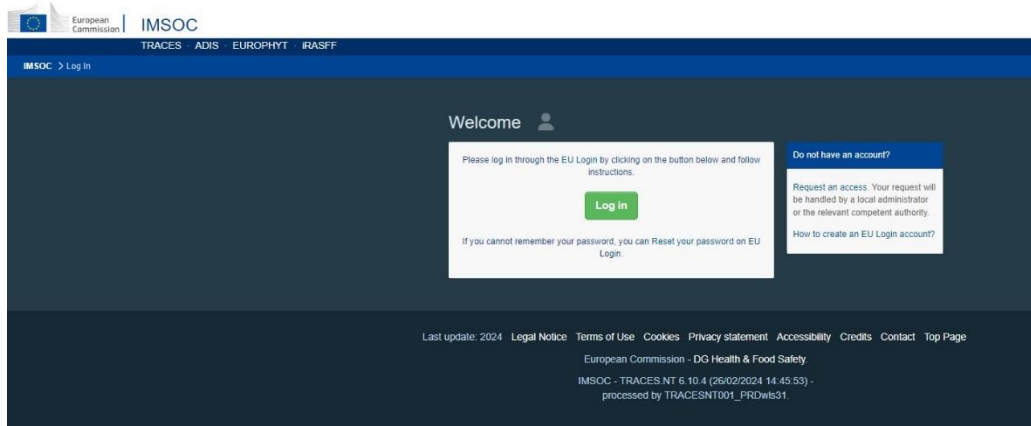 European
Commission
IMSOC
TRACES · ADIS · EUROPHYT · iRASFF
IMSOC > Log In
Welcome
Please log in through the EU Login by clicking on the button below and follow
instructions.
Log in
If you cannot remember your password, you can Reset your password on EU
Login.
Do not have an account?
Request an access. Your request will
be handled by a local administrator
or the relevant competent authority.
How to create an EU Login account?
Last update: 2024 Legal Notice Terms of Use Cookies Privacy statement Accessibility Credits Contact Top Page
European Commission - DG Health & Food Safety.
IMSOC - TRACES.NT 6.10.4 (26/02/2024 14:45:53) -
processed by TRACESNT001_PRDwls31.